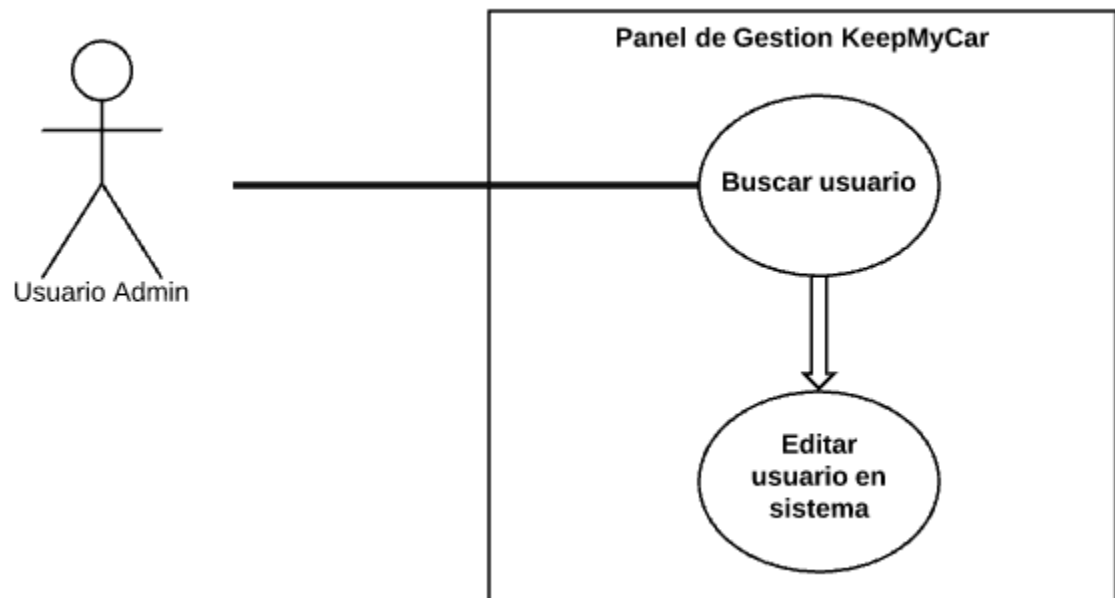 Panel de Gestion KeepMyCar
Buscar usuario
Usuario Admin
Editar
usuario en
sistema